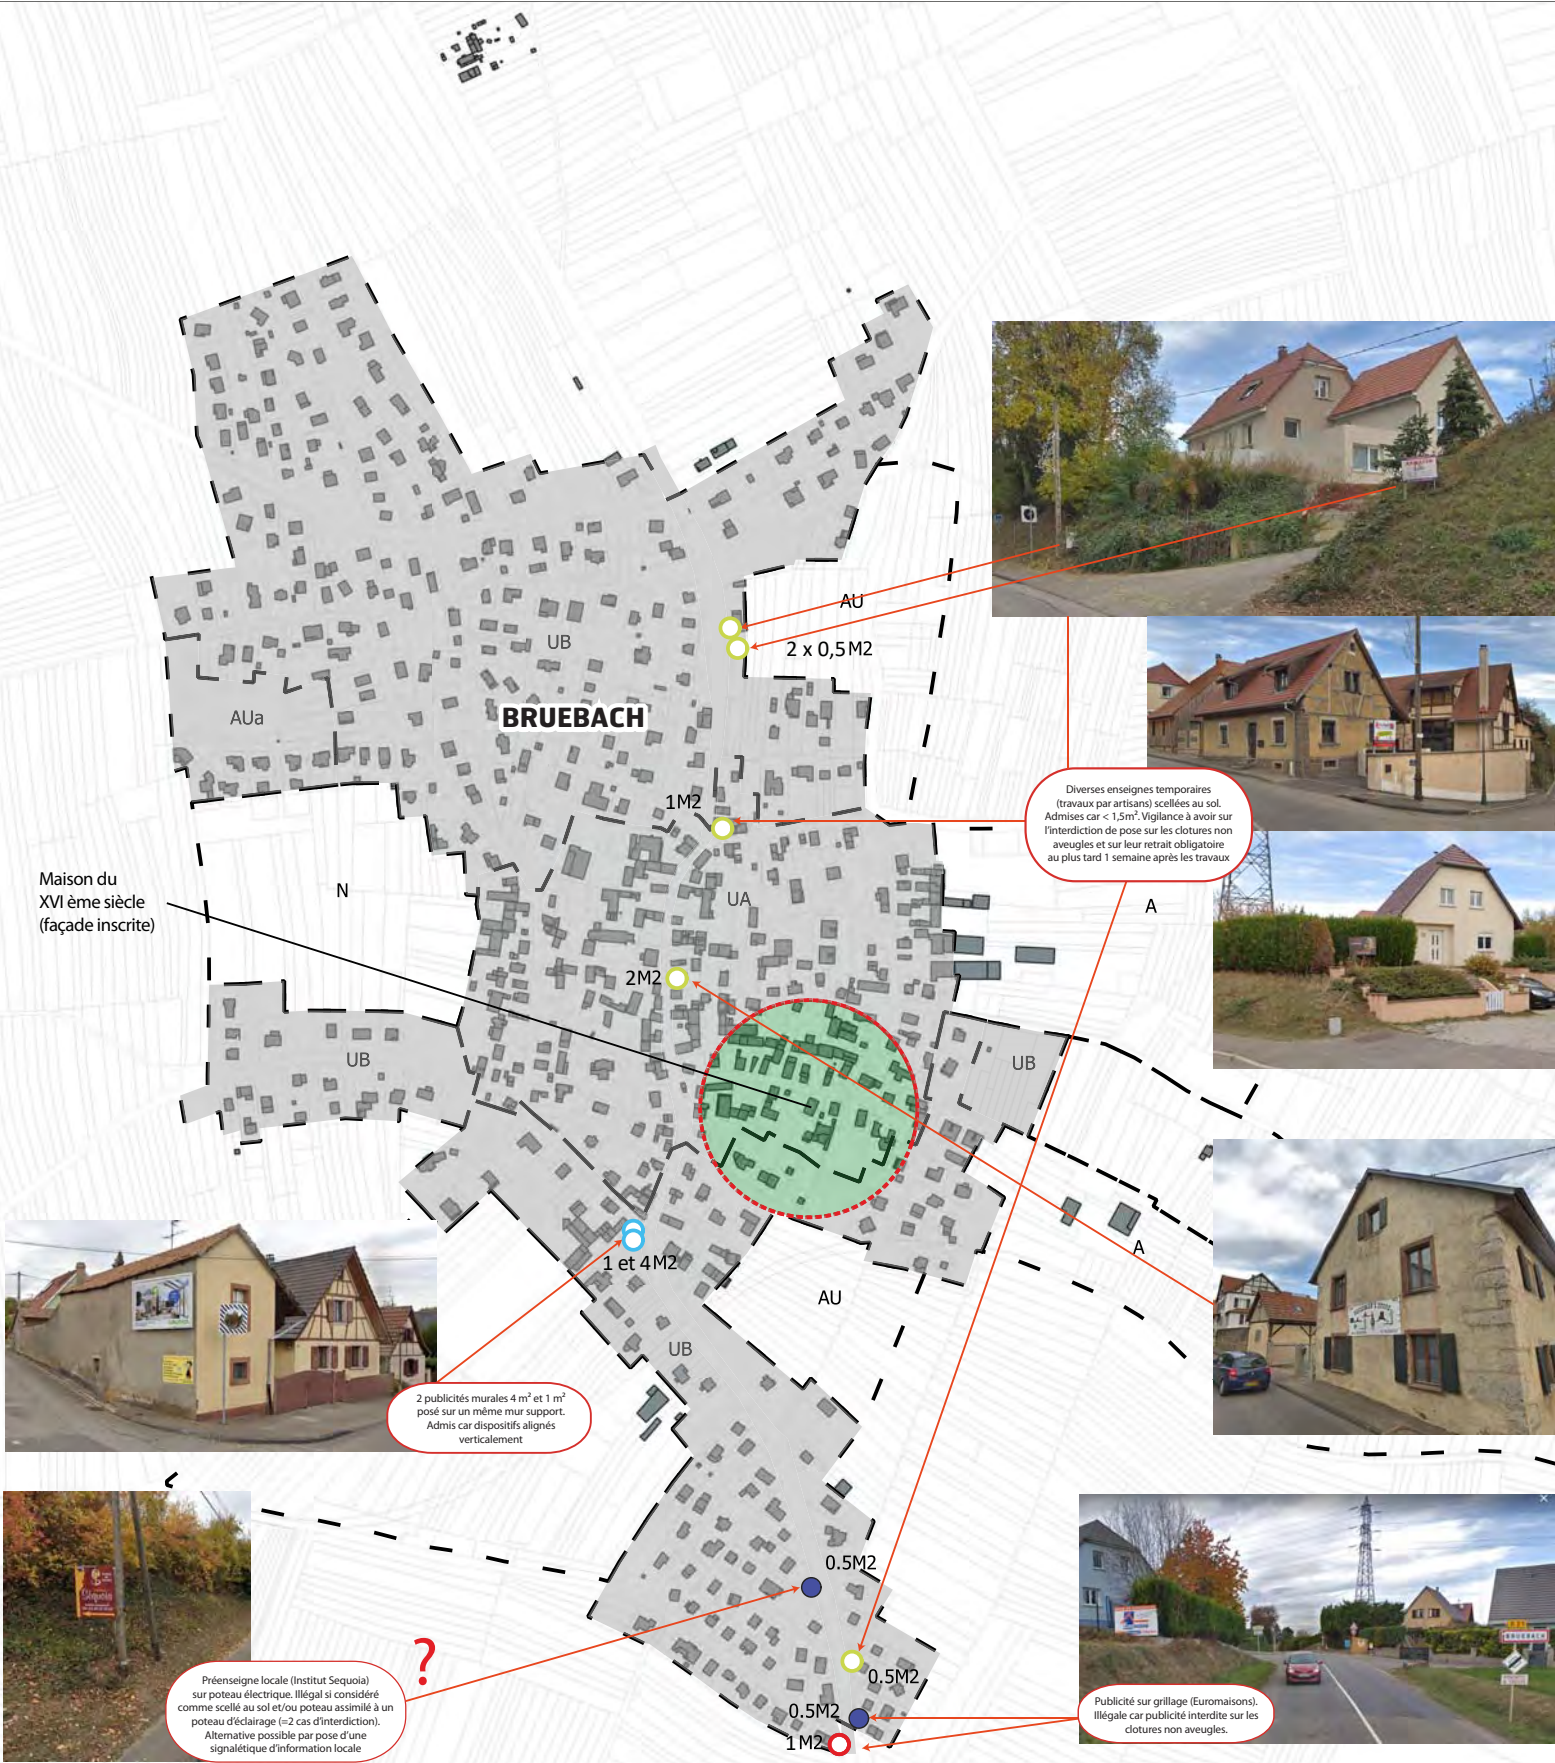 AU
UB
2 x 0,5M2
AUa
BRUEBACH
1M2
Diverses enseignes temporaires
(travaux par artisans) scellées au sol.
Admises car < 1,5m². Vigilance à avoir sur
l'interdiction de pose sur les clotures non
aveugles et sur leur retrait obligatoire
au plus tard 1 semaine après les travaux
Maison du
XVI ème siècle
(façade inscrite)
N
UA
A
2M2
UB
UB
A
1 et 4M2
AU
UB
2 publicités murales 4 m² et 1 m²
posé sur un même mur support.
Admis car dispositifs alignés
verticalement
Séquoia
0.5M2
BRUEBACH
?
Préenseigne locale (Institut Sequoia)
sur poteau électrique. Illégal si considéré
comme scellé au sol et/ou poteau assimilé à un
poteau d'éclairage (=2 cas d'interdiction).
Alternative possible par pose d'une
signalétique d'information locale
0.5M2
0.5M2
1M2
Publicité sur grillage (Euromaisons).
Illégale car publicité interdite sur les
clotures non aveugles.